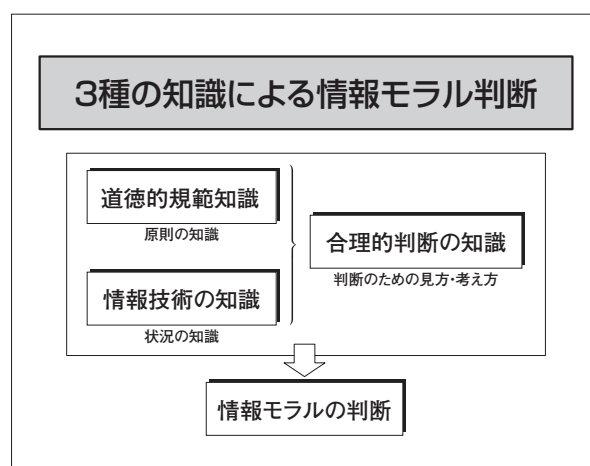 3種の知識による情報モラル判断
道徳的規範知識
原則の知識
情報技術の知識
状況の知識
合理的判断の知識
判断のための見方・考え方
情報モラルの判断